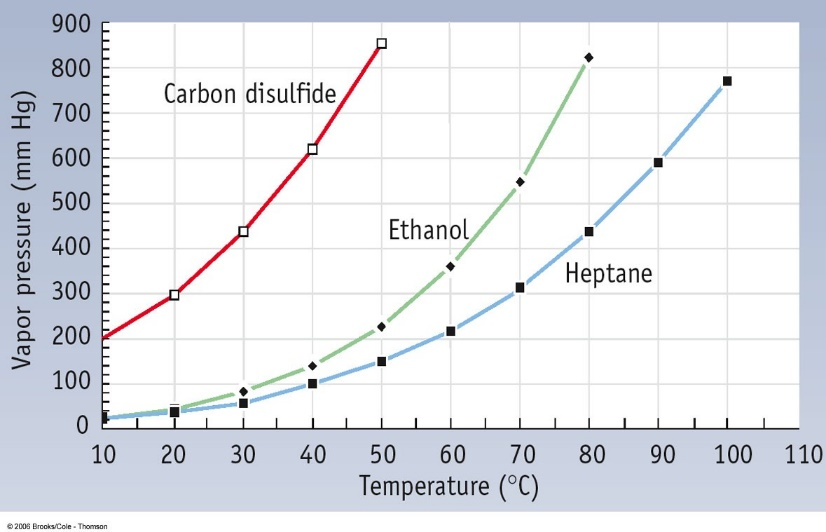 Vapor pressure (mm Hg)
900
800
700
600
500
400
300
200
100
0
Carbon disulfide
Ethanol
Heptane
10 20 30 40 50 60 70 80 90 100 110
Temperature (°C)
© 2006 Brooks/Cole - Thomson